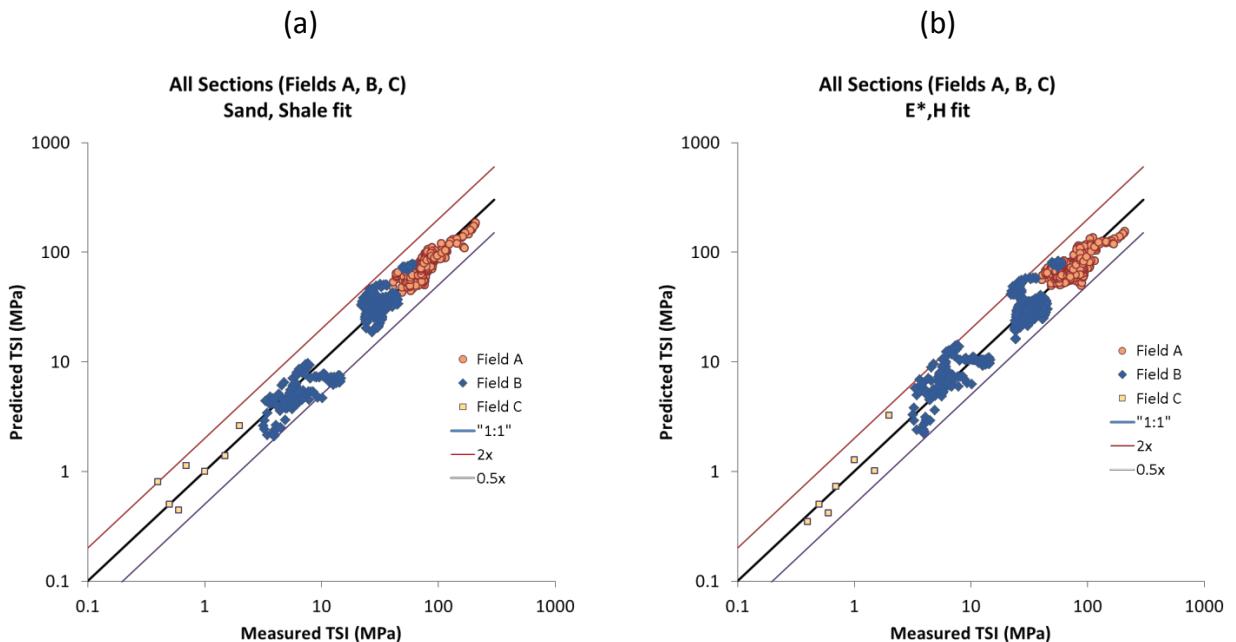 (a)
All Sections (Fields A, B, C)
Sand, Shale fit
Predicted TSI (MPa)
1000
100
10
1
0.1
0.1
1
10
100
1000
Measured TSI (MPa)
Field A
Field B
Field C
"1:1"
2x
0.5x
(b)
All Sections (Fields A, B, C)
E*,H fit
Predicted TSI (MPa)
1000
100
10
1
0.1
0.1
1
10
100
1000
Measured TSI (MPa)
Field A
Field B
Field C
"1:1"
2x
0.5x